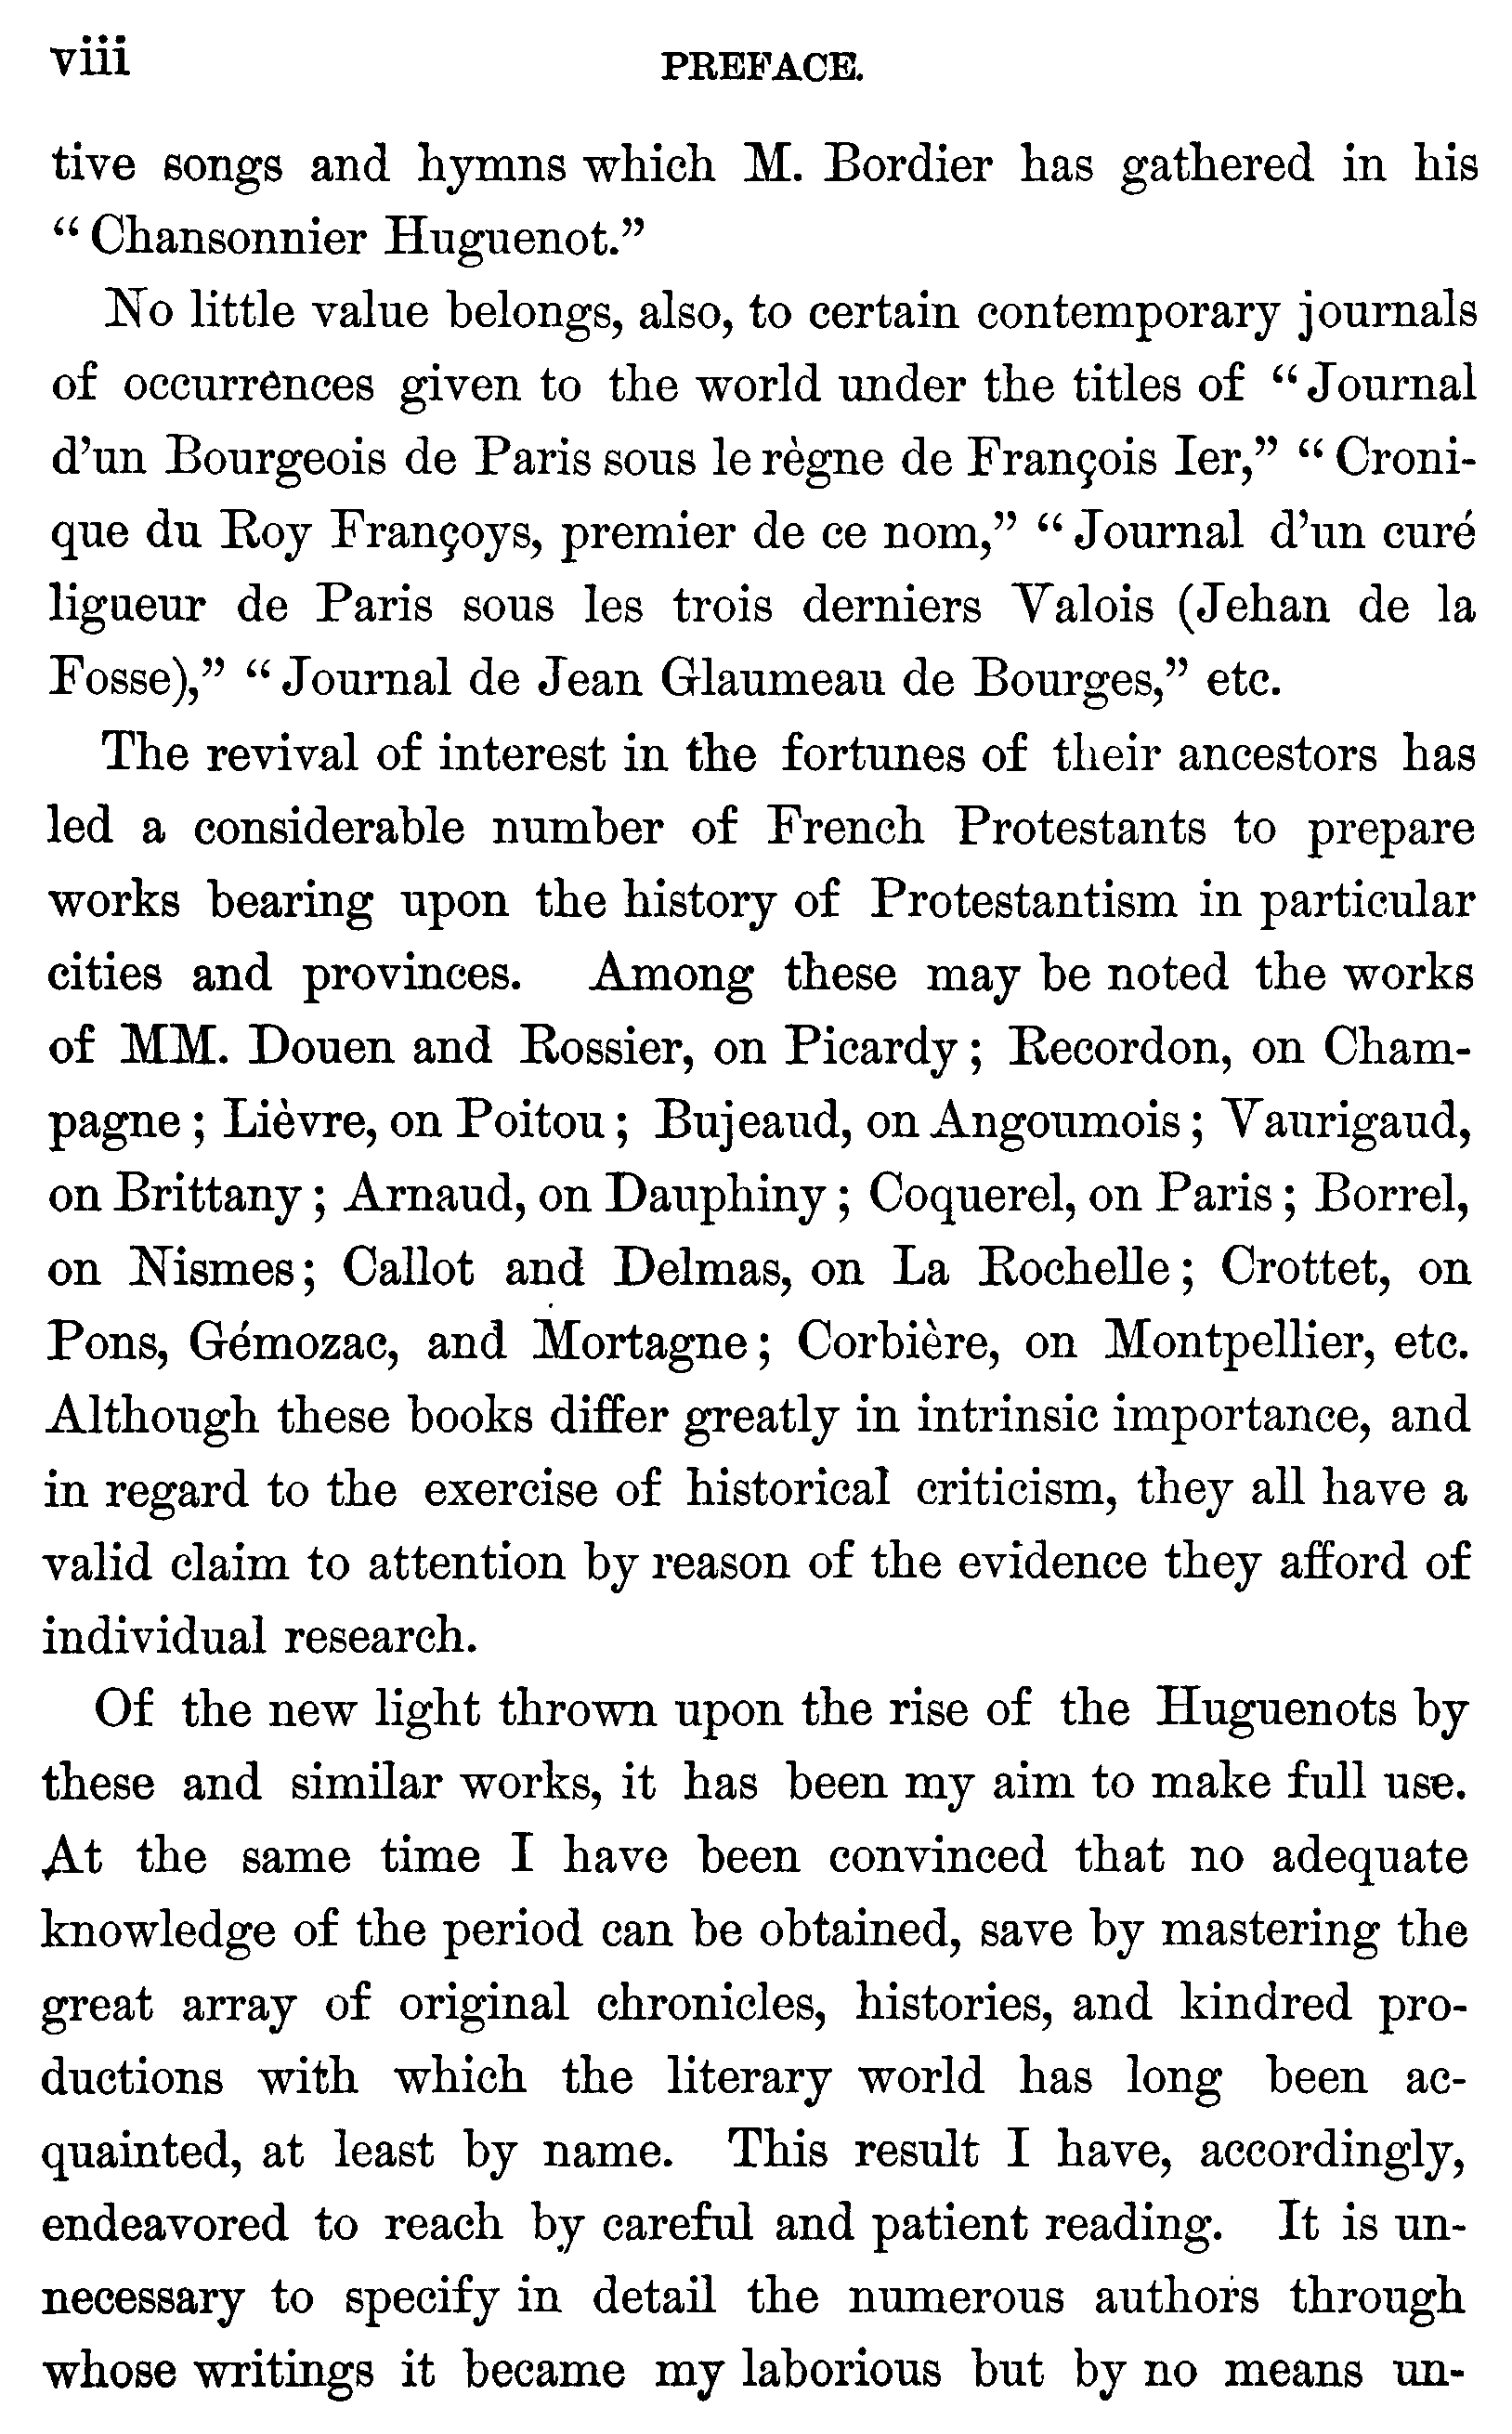 viii PREFACE.
tive songs and hymns which M. Bordier has gathered in his
“Chansonnier Huguenot.”
No little value belongs, also, to certain contemporary journals
of occurrences given to the world under the titles of “Journal
d’un Bourgeois de Paris sous le règne de François Ier,” “Croni-
que du Roy Françoys, premier de ce nom,” “Journal d’un curé
ligueur de Paris sous les trois derniers Valois (Jehan de la
Fosse),” “Journal de Jean Glaumeau de Bourges,” etc.
The revival of interest in the fortunes of their ancestors has
led a considerable number of French Protestants to prepare
works bearing upon the history of Protestantism in particular
cities and provinces. Among these may be noted the works
of MM. Douen and Rossier, on Picardy; Recordon, on Cham-
pagne; Lièvre, on Poitou; Bujeaud, on Angoumois; Vaurigaud,
on Brittany; Arnaud, on Dauphiny; Coquerel, on Paris; Borrel,
on Nismes; Callot and Delmas, on La Rochelle; Crottet, on
Pons, Gémozac, and Mortagne; Corbière, on Montpellier, etc.
Although these books differ greatly in intrinsic importance, and
in regard to the exercise of historical criticism, they all have a
valid claim to attention by reason of the evidence they afford of
individual research.
Of the new light thrown upon the rise of the Huguenots by
these and similar works, it has been my aim to make full use.
At the same time I have been convinced that no adequate
knowledge of the period can be obtained, save by mastering the
great array of original chronicles, histories, and kindred pro-
ductions with which the literary world has long been ac-
quainted, at least by name. This result I have, accordingly,
endeavored to reach by careful and patient reading. It is un-
necessary to specify in detail the numerous authors through
whose writings it became my laborious but by no means un-